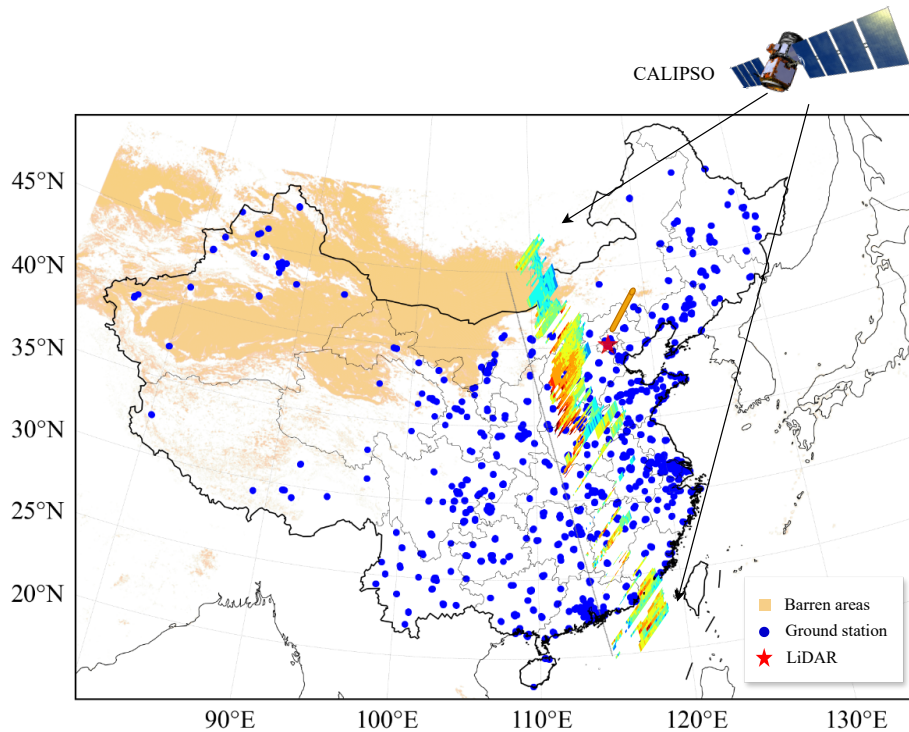 CALIPSO
45°N
40°N
35°N
30°N
25°N
20°N
Barren areas
Ground station
LiDAR
90°E
100°E
110°E
120°E
130°E